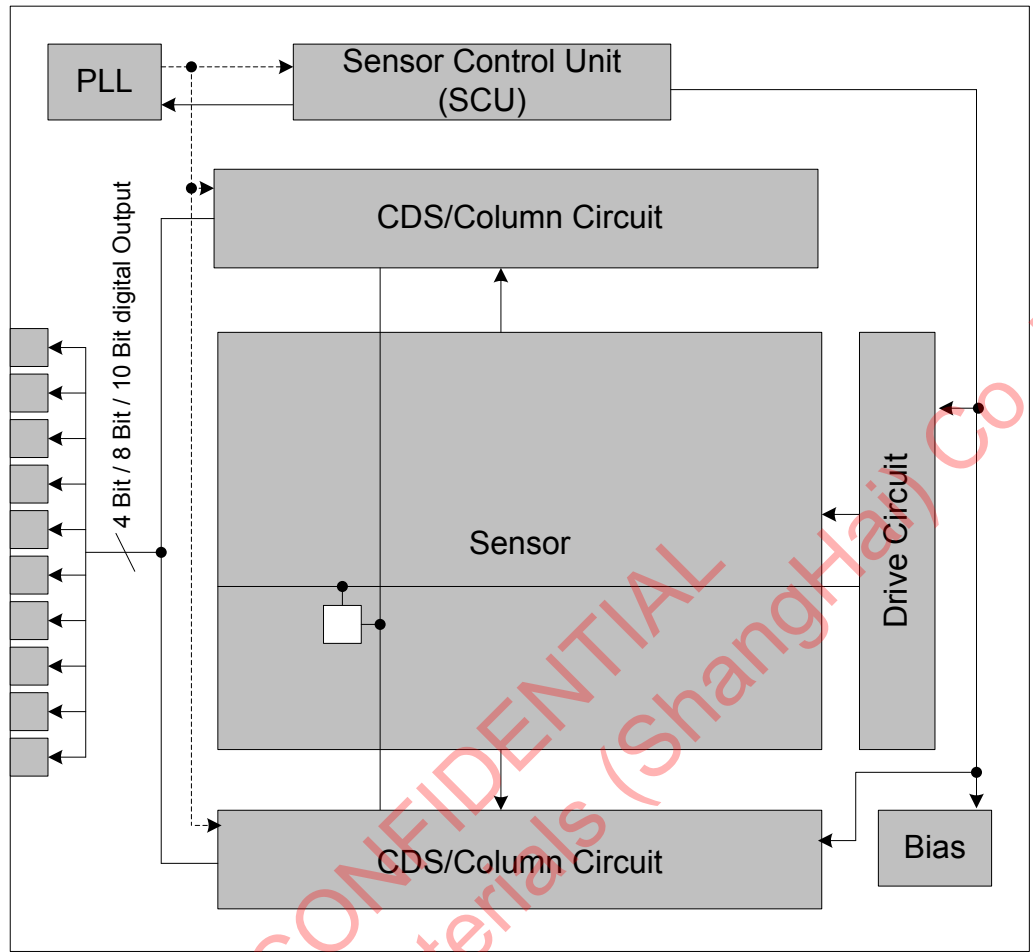 PLL
Sensor Control Unit
(SCU)
CDS/Column Circuit
4 Bit / 8 Bit / 10 Bit digital Output
Sensor
Drive Circuit
CDS/Column Circuit
Bias
CONFIDENTIAL
(ShangHai) Co